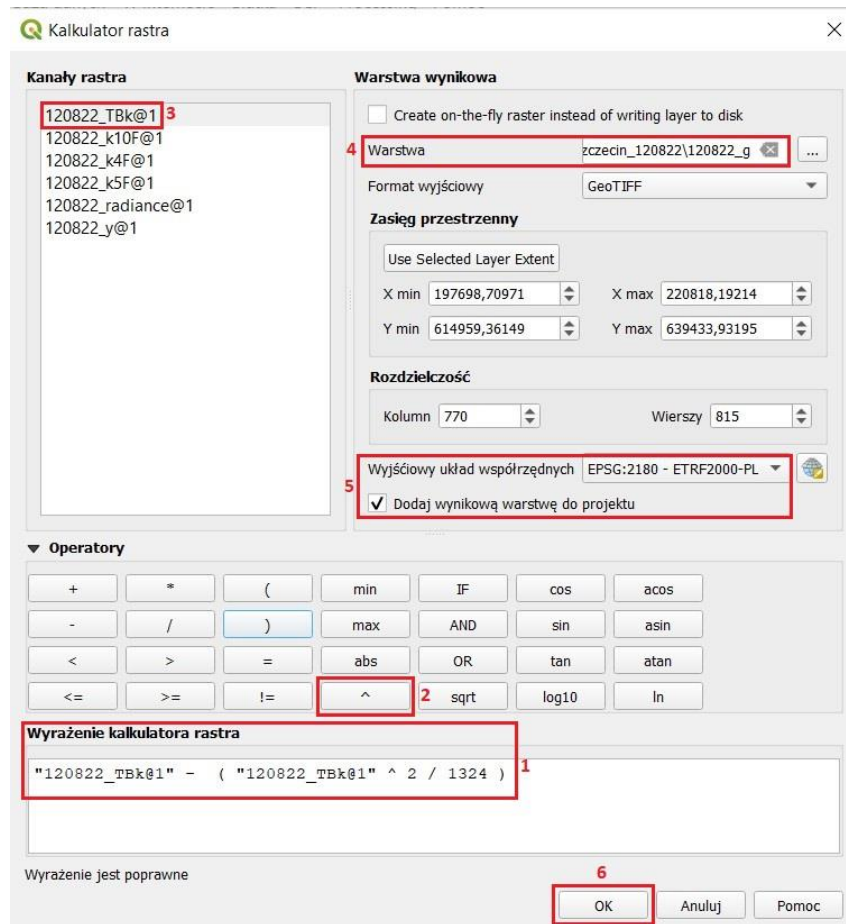 Kalkulator rastra
Kanały rastra
120822_TBk@1 3
120822_k10F@1
120822_k4F@1
120822_k5F@1
120822_radiance@1
120822_y@1
Warstwa wynikowa
Create on-the-fly raster instead of writing layer to disk
4 Warstwa zczecin_120822\120822_g ...
Format wyjściowy GeoTIFF
Zasięg przestrzenny
Use Selected Layer Extent
X min 197698,70971 X max 220818,19214
Y min 614959,36149 Y max 639433,93195
Rozdzielczość
Kolumn 770 Wierszy 815
Wyjśćiowy układ współrzędnych EPSG:2180 - ETRF2000-PL
5 Dodaj wynikową warstwę do projektu
Operatory
+ * ( min IF cos acos
- / ) max AND sin asin
< > = abs OR tan atan
<= >= != ^ 2 sqrt log10 ln
Wyrażenie kalkulatora rastra
"120822_TBk@1" - ( "120822_TBk@1" ^ 2 / 1324 ) 1
Wyrażenie jest poprawne
6
OK Anuluj Pomoc